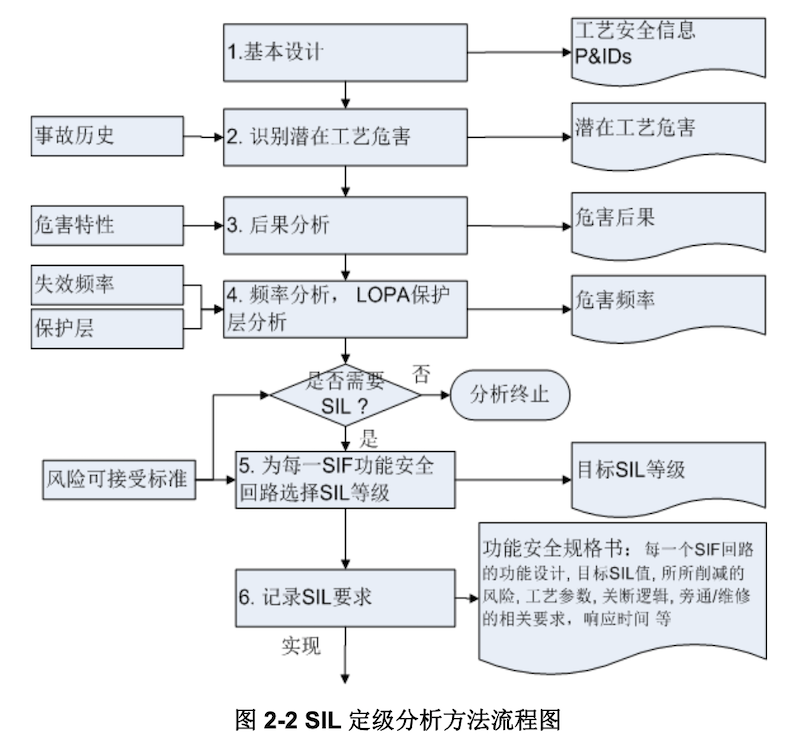 1.基本设计
工艺安全信息
P&IDs
事故历史
2. 识别潜在工艺危害
潜在工艺危害
危害特性
3. 后果分析
危害后果
失效频率
保护层
4. 频率分析， LOPA保护
层分析
危害频率
是否需要
SIL ?
否
分析终止
是
风险可接受标准
5. 为每一SIF功能安全
回路选择SIL等级
目标SIL等级
6. 记录SIL要求
功能安全规格书：每一个SIF回路
的功能设计, 目标SIL值, 所所削减的
风险, 工艺参数, 关断逻辑, 旁通/维修
的相关要求，响应时间 等
实现
图 2-2 SIL 定级分析方法流程图